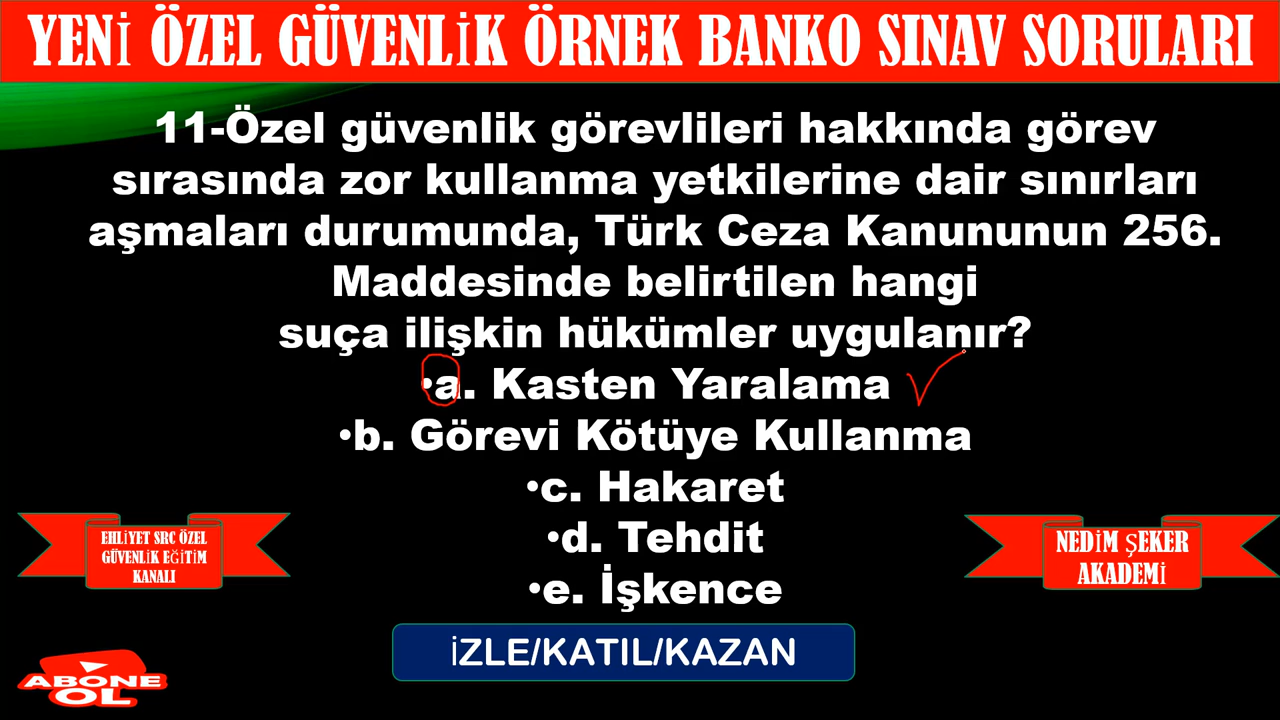 YENİ ÖZEL GÜVENLİK ÖRNEK BANKO SINAV SORULARI
11-Özel güvenlik görevlileri hakkında görev
sırasında zor kullanma yetkilerine dair sınırları
aşmaları durumunda, Türk Ceza Kanununun 256.
Maddesinde belirtilen hangi
suça ilişkin hükümler uygulanır?
•a. Kasten Yaralama
•b. Görevi Kötüye Kullanma
•c. Hakaret
•d. Tehdit
•e. İşkence
EHLİYET SRC ÖZEL
GÜVENLİK EĞİTİM
KANALI
NEDİM ŞEKER
AKADEMİ
İZLE/KATIL/KAZAN
ABONE
OL